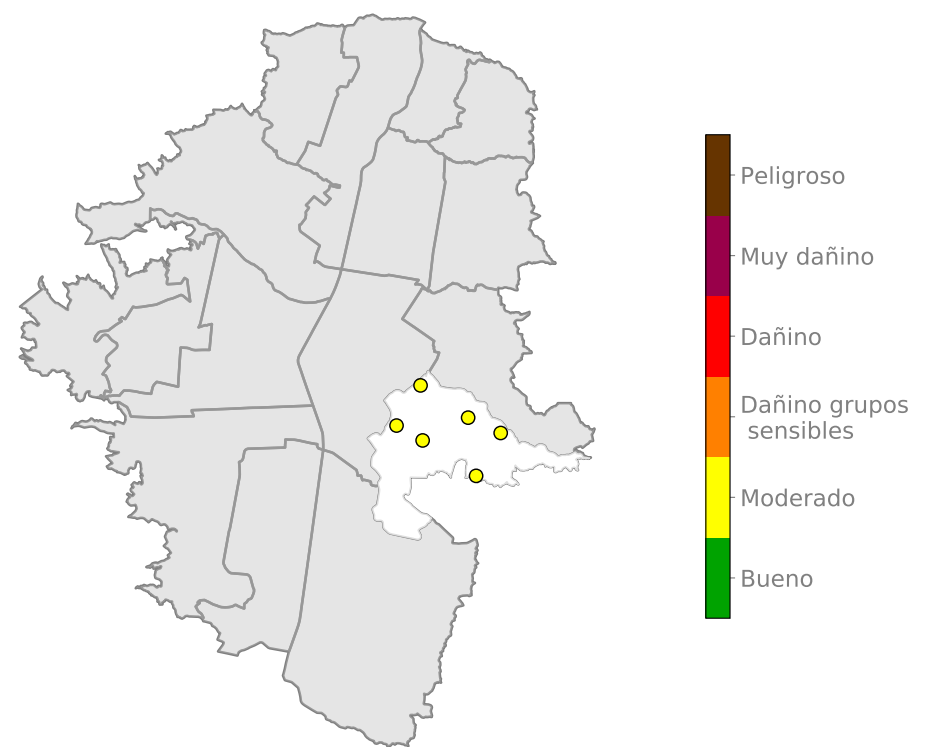 Peligroso
Muy dañino
Dañino
Dañino grupos
sensibles
Moderado
Bueno